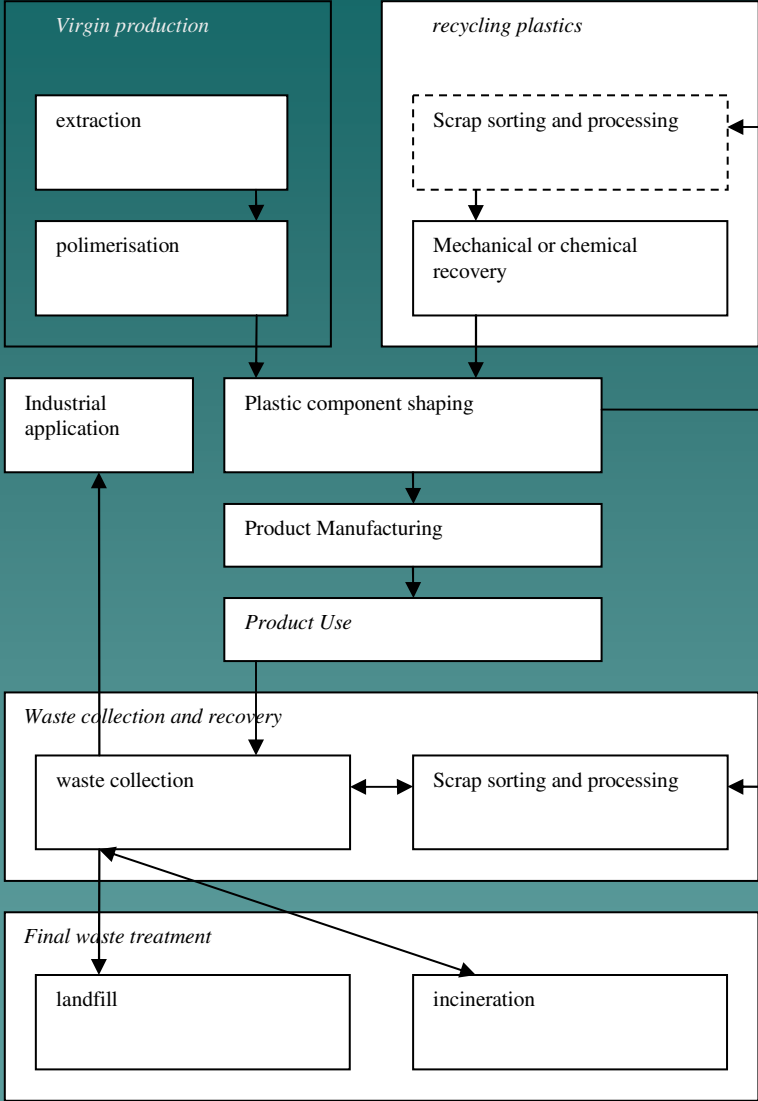 Virgin production
recycling plastics
extraction
Scrap sorting and processing
polimerisation
Mechanical or chemical
recovery
Industrial
application
Plastic component shaping
Product Manufacturing
Product Use
Waste collection and recovery
waste collection
Scrap sorting and processing
Final waste treatment
landfill
incineration